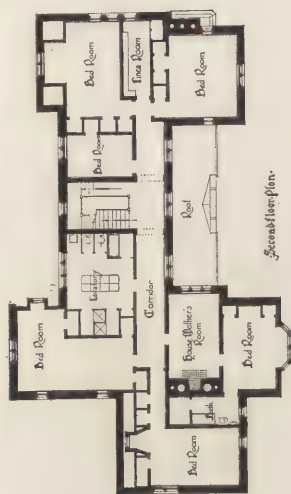 Bed Room
Linen Room
Bed Room
Bed Room
Roof
Second floor Plan.
Lavatory
Corridor
House Mother's
Room
Bed Room
Bed Room
Bath
Bed Room